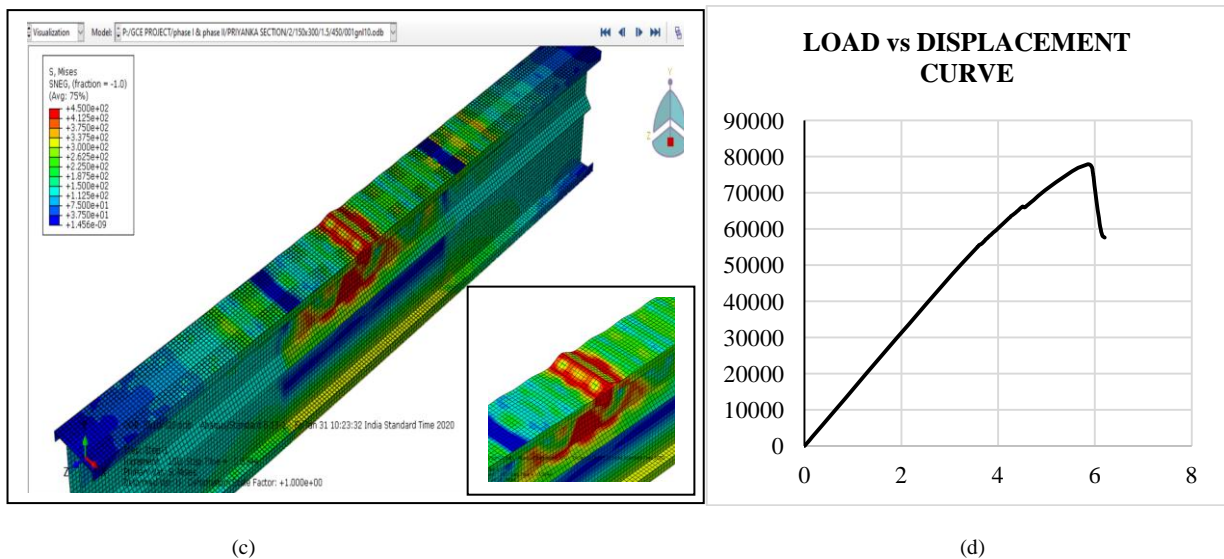 Visualization Model: P:/GCE PROJECT/phase I & phase II/PRIYANKA SECTION/2/150x300/1.5/450/001gnl10.odb
S, Mises
SNEG, (fraction = -1.0)
(Avg: 75%)
+4.500e+02
+4.125e+02
+3.750e+02
+3.375e+02
+3.000e+02
+2.625e+02
+2.250e+02
+1.875e+02
+1.500e+02
+1.125e+02
+7.500e+01
+3.750e+01
+1.456e-09
Y
Z
31 10:23:32 India Standard Time 2020
Z
Factor: +1.000e+00
(c)
LOAD vs DISPLACEMENT
CURVE
90000
80000
70000
60000
50000
40000
30000
20000
10000
0
0 2 4 6 8
(d)